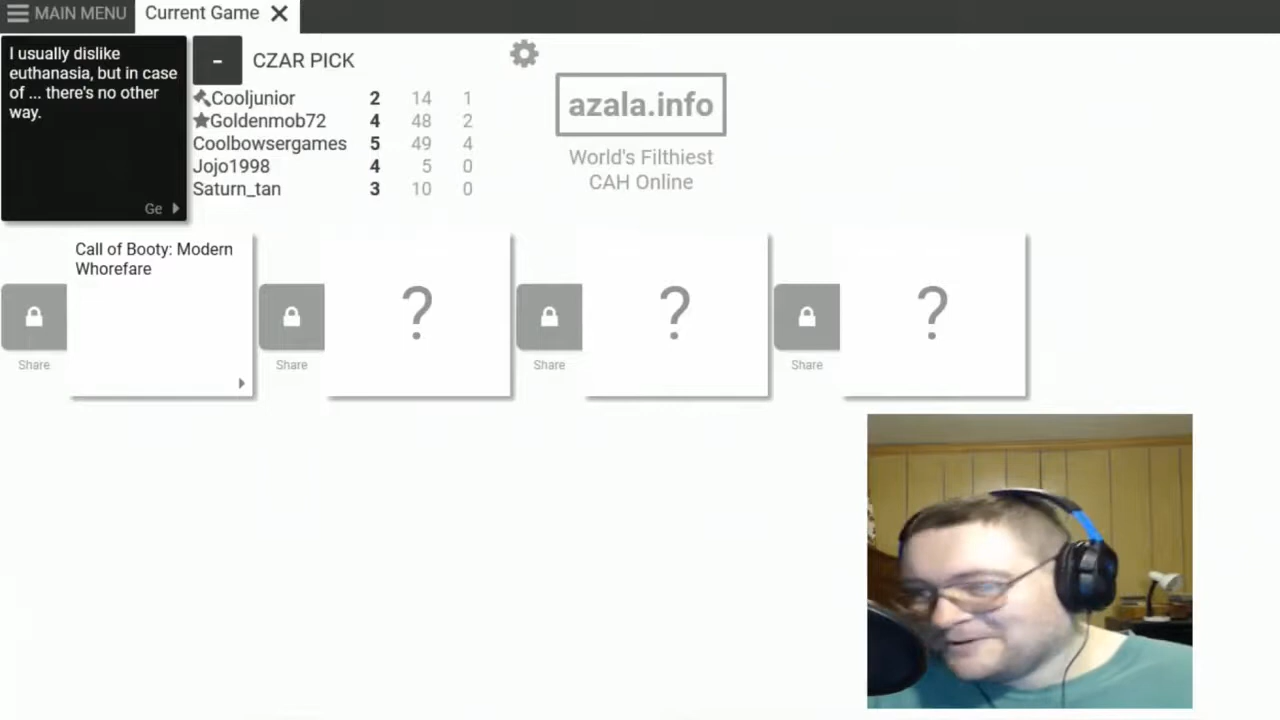 MAIN MENU
Current Game
I usually dislike
euthanasia, but in case
of ... there's no other
way.
Ge
-
CZAR PICK
Cooljunior 2 14 1
Goldenmob72 4 48 2
Coolbowsergames 5 49 4
Jojo1998 4 5 0
Saturn_tan 3 10 0
azala.info
World's Filthiest
CAH Online
Call of Booty: Modern
Whorefare
? ? ?
Share Share Share Share